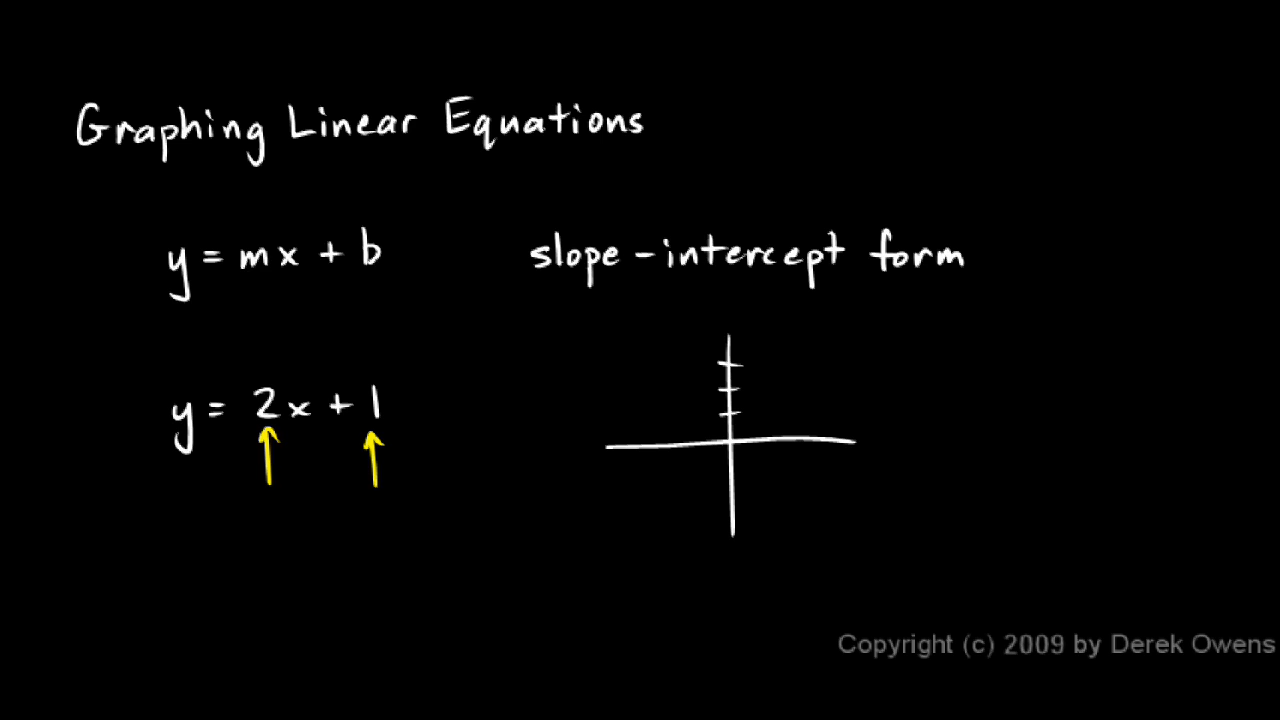 Graphing Linear Equations
y = mx + b slope-intercept form
y = 2x + 1
Copyright (c) 2009 by Derek Owens